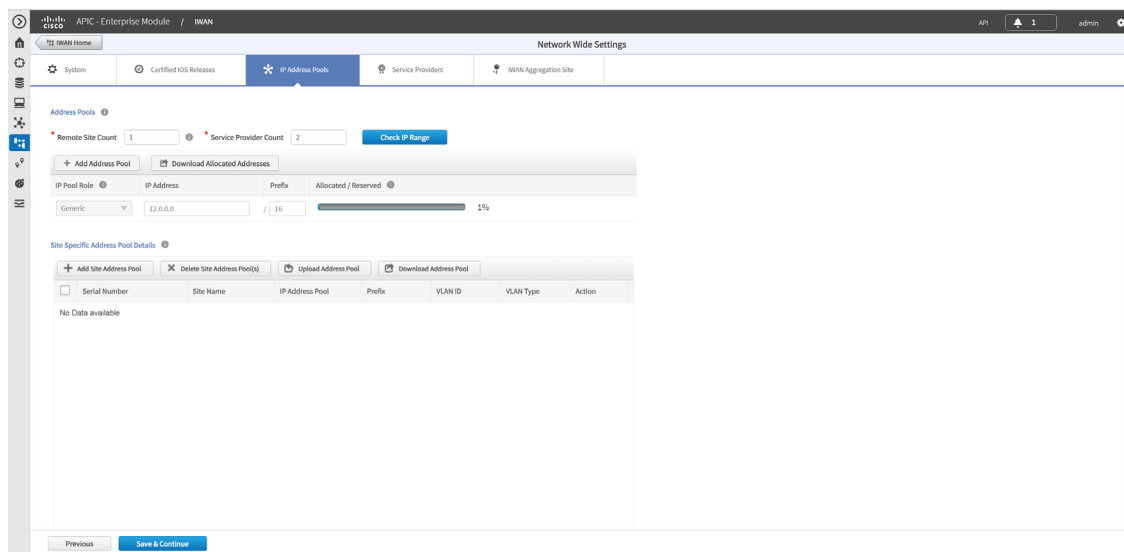 CISCO APIC - Enterprise Module / IWAN API 1 admin
IWAN Home Network Wide Settings
System Certified IOS Releases IP Address Pools Service Providers IWAN Aggregation Site
Address Pools
* Remote Site Count 1 * Service Provider Count 2 Check IP Range
+ Add Address Pool Download Allocated Addresses
IP Pool Role IP Address Prefix Allocated / Reserved
Generic 12.0.0.0 / 16 1%
Site Specific Address Pool Details
Add Site Address Pool Delete Site Address Pool(s) Upload Address Pool Download Address Pool
Serial Number Site Name IP Address Pool Prefix VLAN ID VLAN Type Action
No Data available
Previous Save & Continue